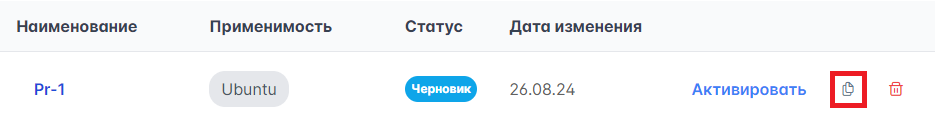 Наименование Применимость Статус Дата изменения
Pr-1 Ubuntu Черновик 26.08.24 Активировать